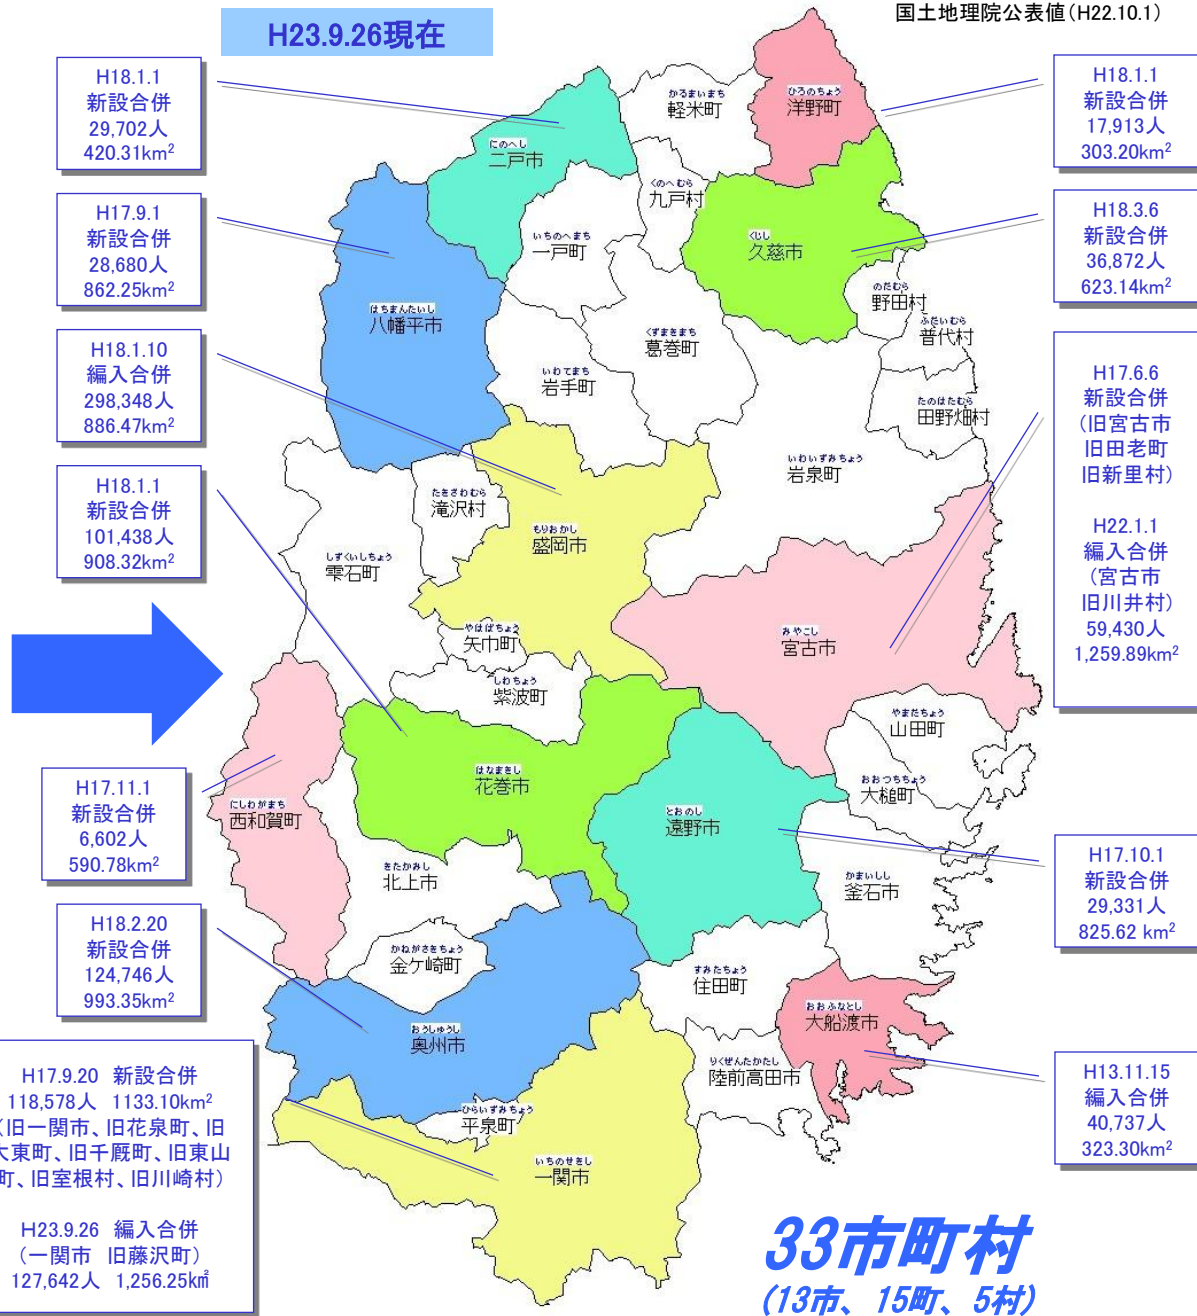 国土地理院公表値(H22.10.1)
H23.9.26現在
H18.1.1
新設合併
29,702人
420.31km²
H17.9.1
新設合併
28,680人
862.25km²
H18.1.10
編入合併
298,348人
886.47km²
H18.1.1
新設合併
101,438人
908.32km²
H17.11.1
新設合併
6,602人
590.78km²
H18.2.20
新設合併
124,746人
993.35km²
H17.9.20 新設合併
118,578人 1133.10km²
(旧一関市、旧花泉町、旧
大東町、旧千厩町、旧東山
町、旧室根村、旧川崎村)
H23.9.26 編入合併
(一関市 旧藤沢町)
127,642人 1,256.25k㎡
かるまいまち
軽米町
ひろのちょう
洋野町
にのへし
二戸市
くのへむら
九戸村
いちのへまち
一戸町
くじし
久慈市
のだむら
野田村
ふだいむら
普代村
はちまんたいし
八幡平市
くずまきまち
葛巻町
いわてまち
岩手町
たのはたむら
田野畑村
いわいずみちょう
岩泉町
たきざわむら
滝沢村
もりおかし
盛岡市
しずくいしちょう
雫石町
やはばちょう
矢巾町
みやこし
宮古市
しわちょう
紫波町
やまだちょう
山田町
はなまきし
花巻市
おおつちちょう
大槌町
にしわがまち
西和賀町
とおのし
遠野市
きたかみし
北上市
かまいしし
釜石市
かねがさきちょう
金ケ崎町
すみたちょう
住田町
おおふなとし
大船渡市
おうしゅうし
奥州市
りくぜんたかたし
陸前高田市
ひらいずみちょう
平泉町
いちのせきし
一関市
H18.1.1
新設合併
17,913人
303.20km²
H18.3.6
新設合併
36,872人
623.14km²
H17.6.6
新設合併
(旧宮古市
旧田老町
旧新里村)
H22.1.1
編入合併
(宮古市
旧川井村)
59,430人
1,259.89km²
H17.10.1
新設合併
29,331人
825.62 km²
H13.11.15
編入合併
40,737人
323.30km²
33市町村
(13市、15町、5村)